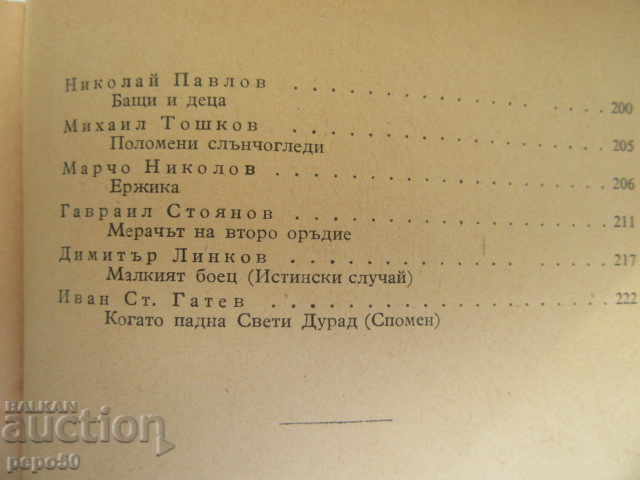 Николай Павлов . . . . . . . . . . . . . . . . 200
Бащи и деца
Михаил Тошков . . . . . . . . . . . . . . . . 205
Поломени слънчогледи
Марчо Николов . . . . . . . . . . . . . . . . 206
Ержика
Гавраил Стоянов . . . . . . . . . . . . . . . . 211
Мерачът на второ оръдие
Димитър Линков . . . . . . . . . . . . . . . . 217
Малкият боец (Истински случай)
Иван Ст. Гатев . . . . . . . . . . . . . . . . 222
Когато падна Свети Дурад (Спомен)
BALKAN
auction
pepo50